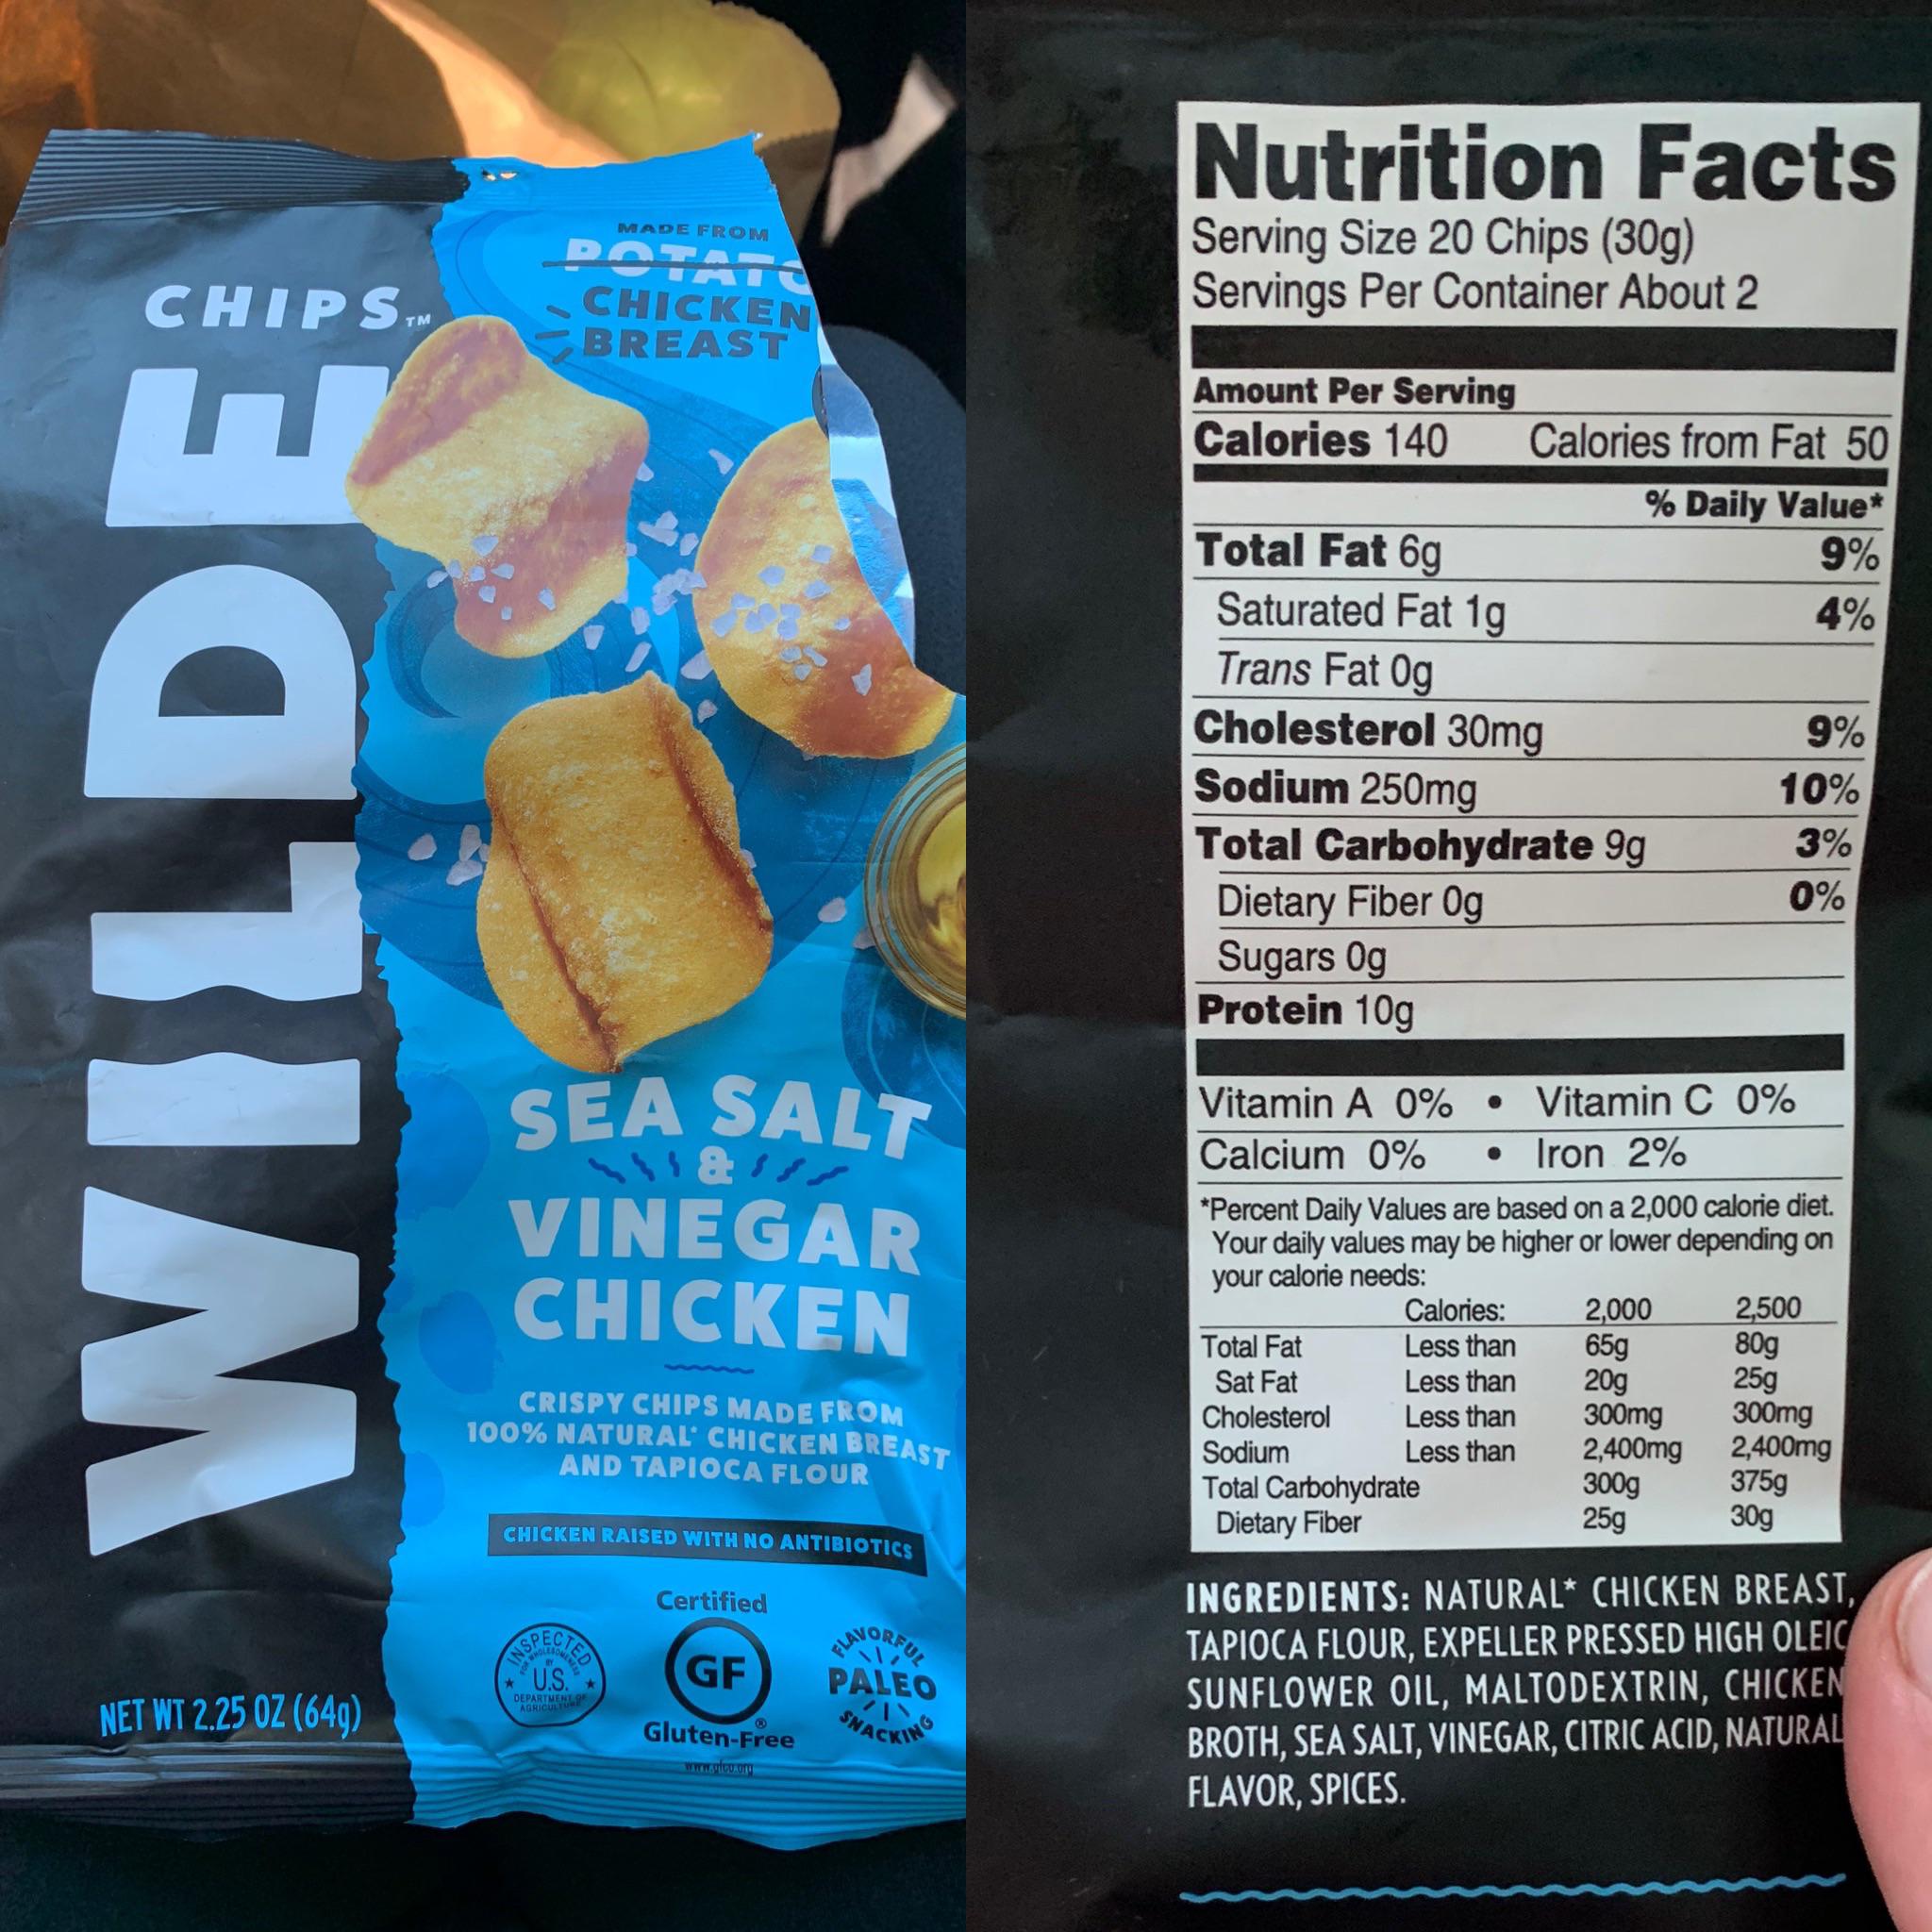 CHIPS™
WILDE
MADE FROM
CHICKEN
BREAST
SEA SALT
&
VINEGAR
CHICKEN
CRISPY CHIPS MADE FROM
100% NATURAL* CHICKEN BREAST
AND TAPIOCA FLOUR
CHICKEN RAISED WITH NO ANTIBIOTICS
INSPECTED
FOR WHOLESOMENESS
BY
U.S.
DEPARTMENT OF
AGRICULTURE
Certified
GF
Gluten-Free®
www.gfco.org
FLAVORFUL
PALEO
SNACKING
NET WT 2.25 OZ (64g)
Nutrition Facts
Serving Size 20 Chips (30g)
Servings Per Container About 2
Amount Per Serving
Calories 140 Calories from Fat 50
% Daily Value*
Total Fat 6g 9%
Saturated Fat 1g 4%
Trans Fat 0g
Cholesterol 30mg 9%
Sodium 250mg 10%
Total Carbohydrate 9g 3%
Dietary Fiber 0g 0%
Sugars 0g
Protein 10g
Vitamin A 0% • Vitamin C 0%
Calcium 0% • Iron 2%
*Percent Daily Values are based on a 2,000 calorie diet.
Your daily values may be higher or lower depending on
your calorie needs:
Calories: 2,000 2,500
Total Fat Less than 65g 80g
Sat Fat Less than 20g 25g
Cholesterol Less than 300mg 300mg
Sodium Less than 2,400mg 2,400mg
Total Carbohydrate 300g 375g
Dietary Fiber 25g 30g
INGREDIENTS: NATURAL* CHICKEN BREAST,
TAPIOCA FLOUR, EXPELLER PRESSED HIGH OLEIC
SUNFLOWER OIL, MALTODEXTRIN, CHICKEN
BROTH, SEA SALT, VINEGAR, CITRIC ACID, NATURAL
FLAVOR, SPICES.